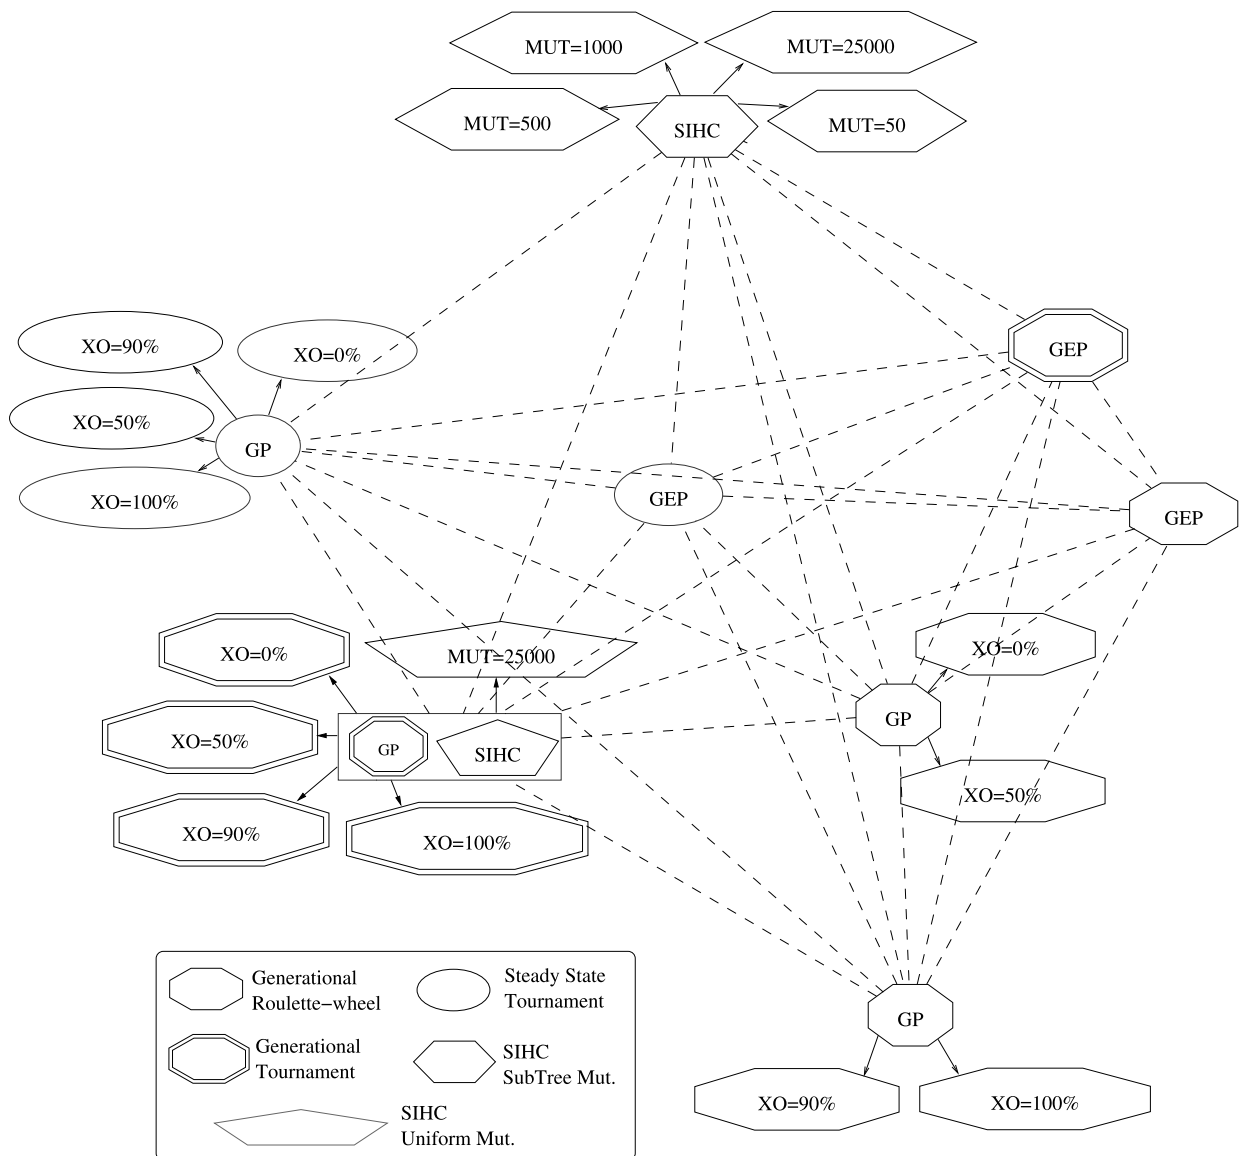 MUT=1000
MUT=25000
MUT=500
SIHC
MUT=50
XO=90%
XO=0%
GEP
XO=50%
GP
XO=100%
GEP
GEP
XO=0%
MUT=25000
XO=0%
XO=50%
GP
SIHC
GP
XO=50%
XO=90%
XO=100%
Generational
Roulette−wheel
Steady State
Tournament
GP
Generational
Tournament
SIHC
SubTree Mut.
XO=90%
XO=100%
SIHC
Uniform Mut.